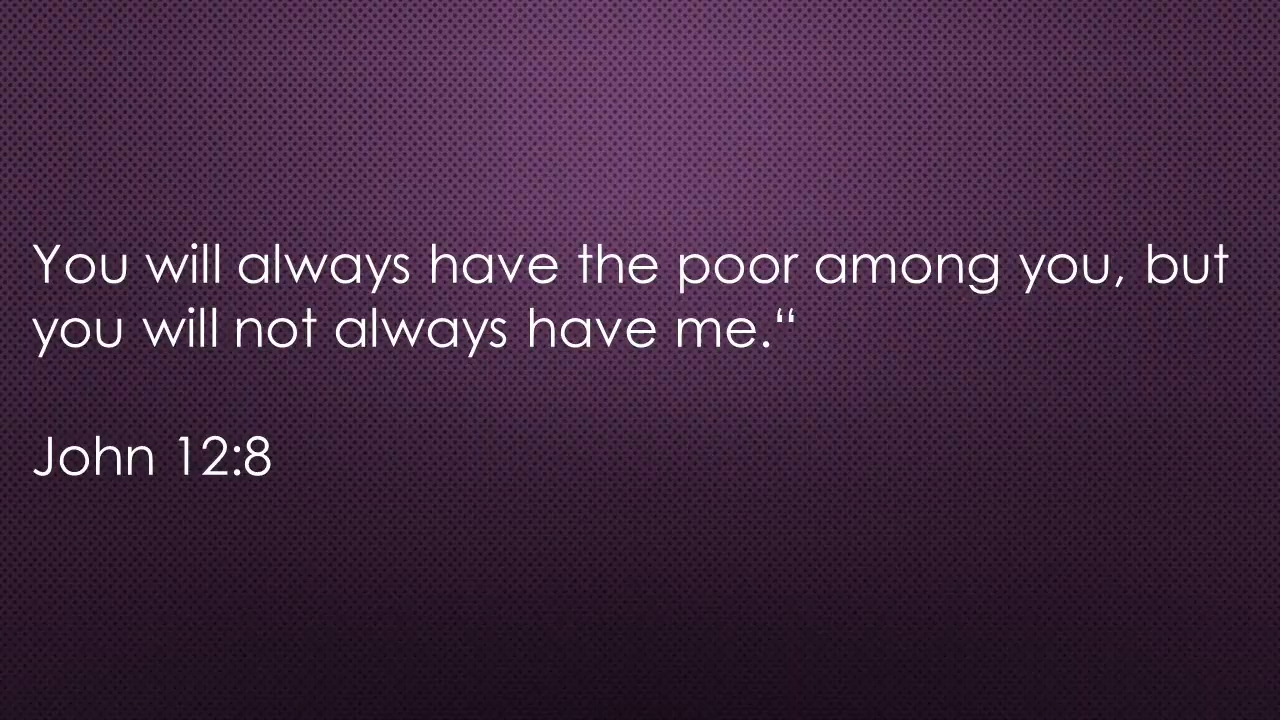 You will always have the poor among you, but
you will not always have me.“
John 12:8